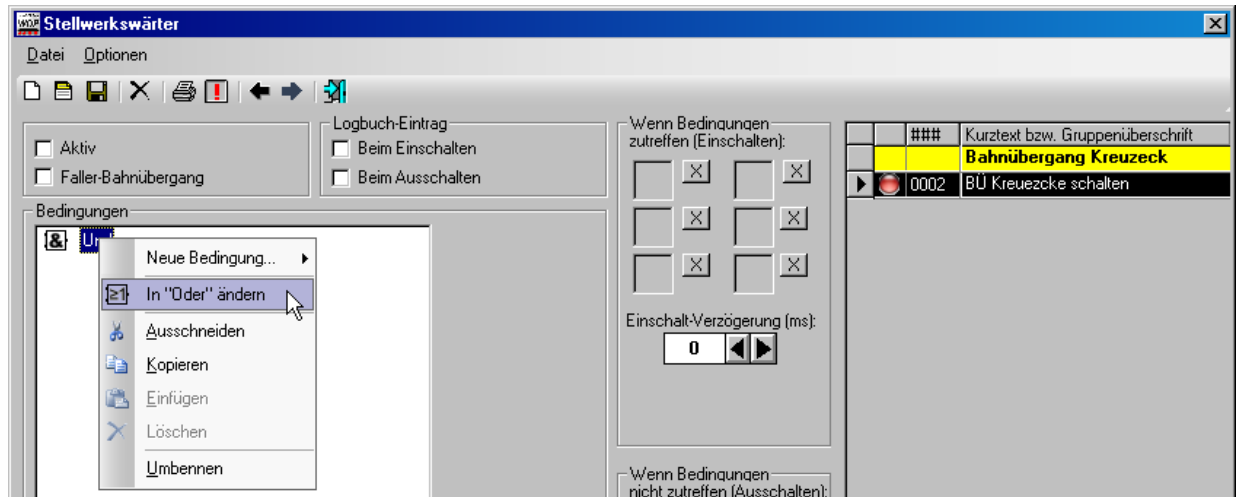 Stellwerkswärter
Datei Optionen
Aktiv
Faller-Bahnübergang
Logbuch-Eintrag
Beim Einschalten
Beim Ausschalten
Bedingungen
&
Neue Bedingung...
≥1 In "Oder" ändern
Ausschneiden
Kopieren
Einfügen
Löschen
Umbennen
Wenn Bedingungen
zutreffen (Einschalten):
X X
X X
X X
Einschalt-Verzögerung (ms):
0
Wenn Bedingungen
nicht zutreffen (Ausschalten):
### Kurztext bzw. Gruppenüberschrift
Bahnübergang Kreuzeck
0002 BÜ Kreuezcke schalten